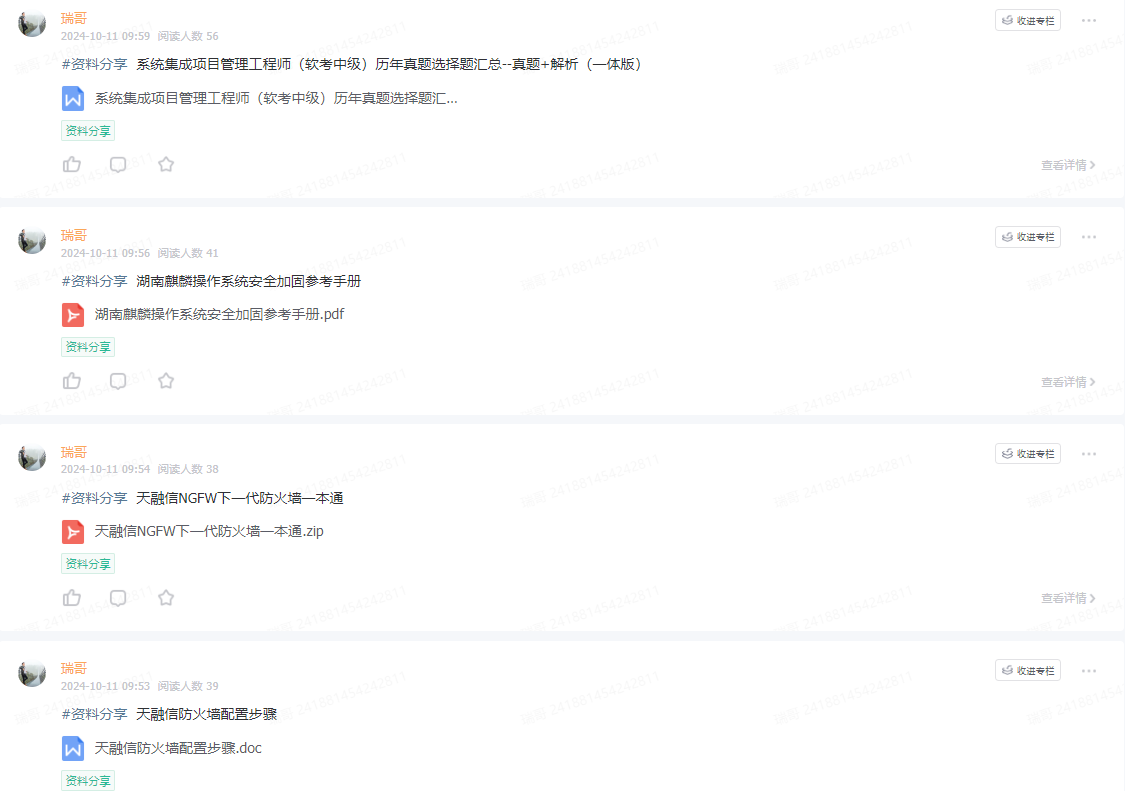 瑞哥
收进专栏
2024-10-11 09:59 阅读人数 56
#资料分享 系统集成项目管理工程师（软考中级）历年真题选择题汇总--真题+解析（一体版）
系统集成项目管理工程师（软考中级）历年真题选择题汇...
资料分享
查看详情
瑞哥
收进专栏
2024-10-11 09:56 阅读人数 41
#资料分享 湖南麒麟操作系统安全加固参考手册
湖南麒麟操作系统安全加固参考手册.pdf
资料分享
查看详情
瑞哥
收进专栏
2024-10-11 09:54 阅读人数 38
#资料分享 天融信NGFW下一代防火墙一本通
天融信NGFW下一代防火墙一本通.zip
资料分享
查看详情
瑞哥
收进专栏
2024-10-11 09:53 阅读人数 39
#资料分享 天融信防火墙配置步骤
天融信防火墙配置步骤.doc
资料分享